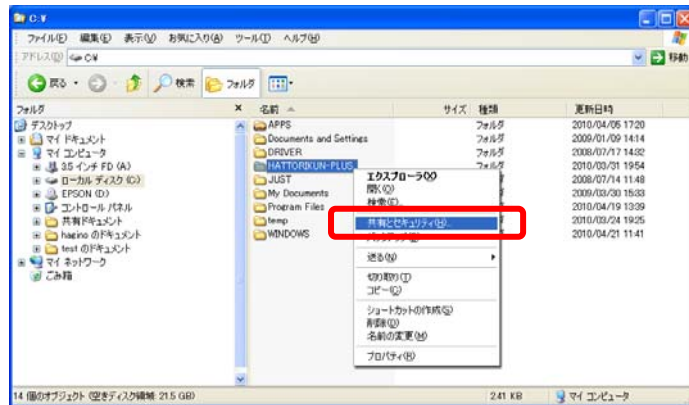 C:¥
ファイル(F) 編集(E) 表示(V) お気に入り(A) ツール(T) ヘルプ(H)
アドレス(D) C:¥ 移動
戻る 検索 フォルダ
フォルダ × 名前 サイズ 種類 更新日時
デスクトップ
マイ ドキュメント
マイ コンピュータ
3.5 インチ FD (A:)
ローカル ディスク (C:)
EPSON (D:)
コントロール パネル
共有ドキュメント
hagino のドキュメント
test のドキュメント
マイ ネットワーク
ごみ箱
APPS フォルダ 2010/04/05 17:20
Documents and Settings フォルダ 2009/01/09 14:14
DRIVER フォルダ 2008/07/17 14:32
HATTORIKUN-PLUS フォルダ 2010/03/31 19:54
JUST 2008/07/14 11:48
My Documents 2009/03/30 15:33
Program Files 2010/04/19 13:39
temp 2010/03/24 19:25
WINDOWS 2010/04/21 11:41
エクスプローラ(X)
開く(O)
検索(E)...
共有とセキュリティ(H)...
送る(N)
切り取り(T)
コピー(C)
ショートカットの作成(S)
削除(D)
名前の変更(M)
プロパティ(R)
14 個のオブジェクト (空きディスク領域: 21.5 GB) 2.41 KB マイ コンピュータ